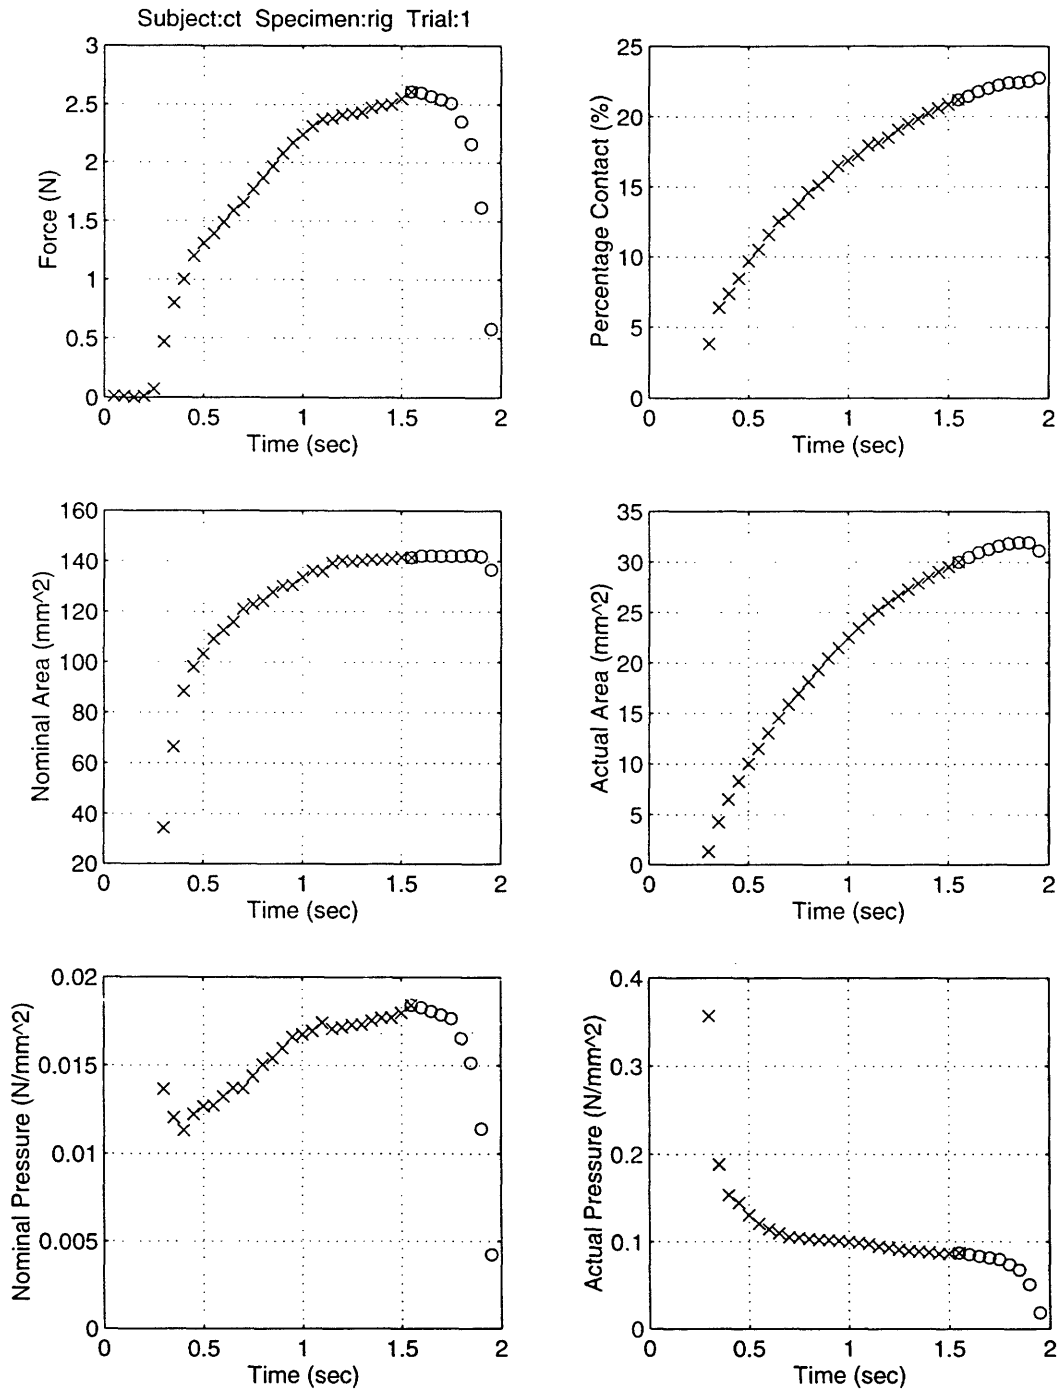 Subject:ct Specimen:rig Trial:1
3
2.5
2
1.5
1
0.5
0
Force (N)
0 0.5 1 1.5 2
Time (sec)
25
20
15
10
5
0
Percentage Contact (%)
0 0.5 1 1.5 2
Time (sec)
160
140
120
100
80
60
40
20
Nominal Area (mm^2)
0 0.5 1 1.5 2
Time (sec)
35
30
25
20
15
10
5
0
Actual Area (mm^2)
0 0.5 1 1.5 2
Time (sec)
0.02
0.015
0.01
0.005
0
Nominal Pressure (N/mm^2)
0 0.5 1 1.5 2
Time (sec)
0.4
0.3
0.2
0.1
0
Actual Pressure (N/mm^2)
0 0.5 1 1.5 2
Time (sec)